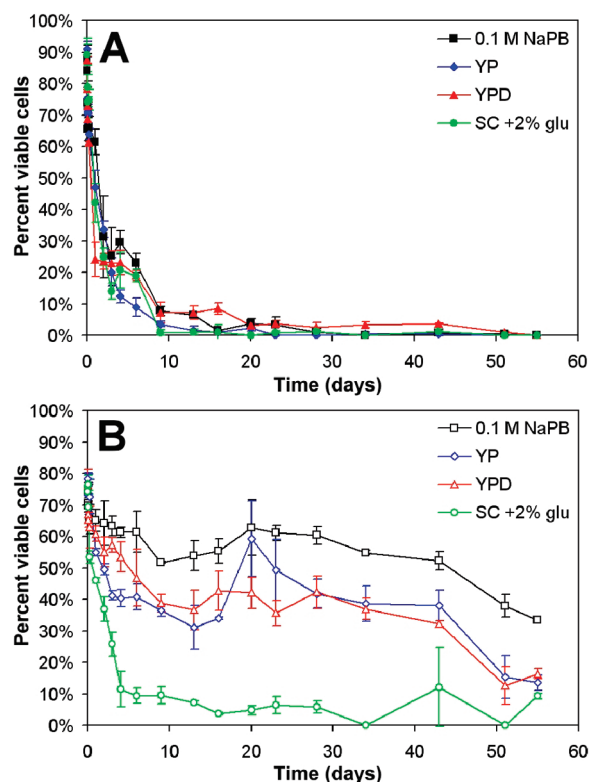 A
100%
90%
80%
70%
60%
50%
40%
30%
20%
10%
0%
Percent viable cells
0.1 M NaPB
YP
YPD
SC +2% glu
0 10 20 30 40 50 60
Time (days)
B
100%
90%
80%
70%
60%
50%
40%
30%
20%
10%
0%
Percent viable cells
0.1 M NaPB
YP
YPD
SC +2% glu
0 10 20 30 40 50 60
Time (days)